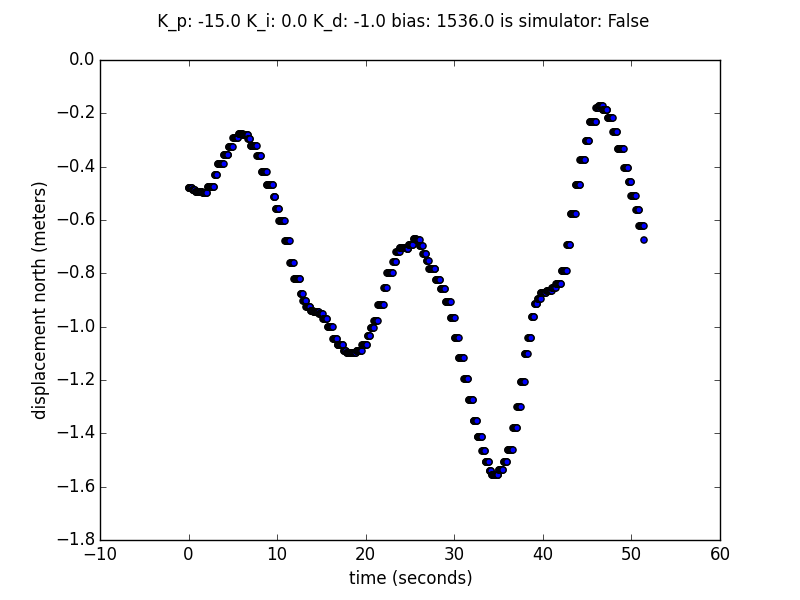 K_p: -15.0 K_i: 0.0 K_d: -1.0 bias: 1536.0 is simulator: False
0.0
−0.2
−0.4
−0.6
−0.8
−1.0
−1.2
−1.4
−1.6
−1.8
displacement north (meters)
−10 0 10 20 30 40 50 60
time (seconds)